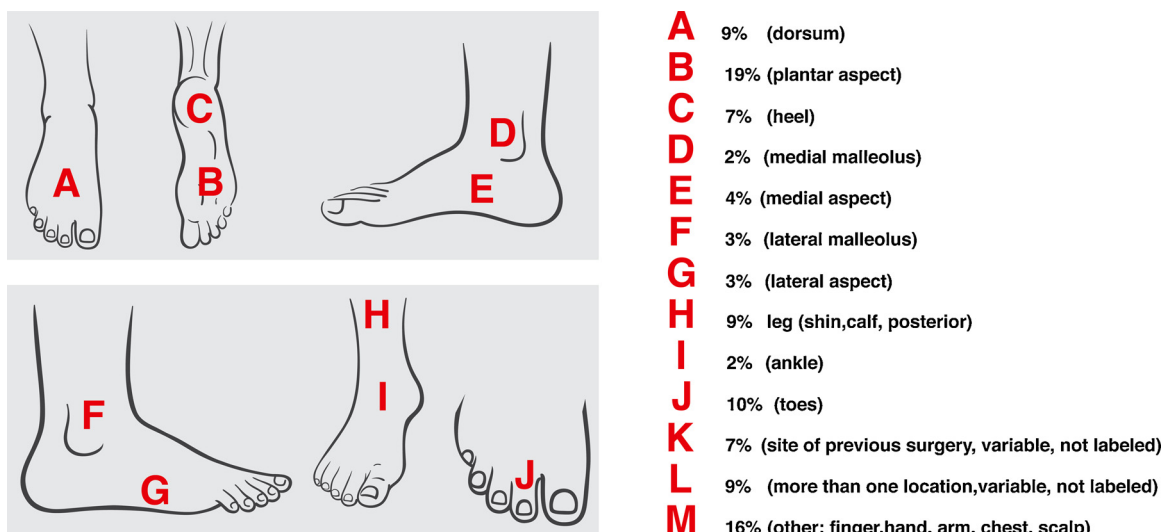 A
C
B
D
E
F
G
H
I
J
A 9% (dorsum)
B 19% (plantar aspect)
C 7% (heel)
D 2% (medial malleolus)
E 4% (medial aspect)
F 3% (lateral malleolus)
G 3% (lateral aspect)
H 9% leg (shin,calf, posterior)
I 2% (ankle)
J 10% (toes)
K 7% (site of previous surgery, variable, not labeled)
L 9% (more than one location,variable, not labeled)
M 16% (other: finger,hand, arm, chest, scalp)